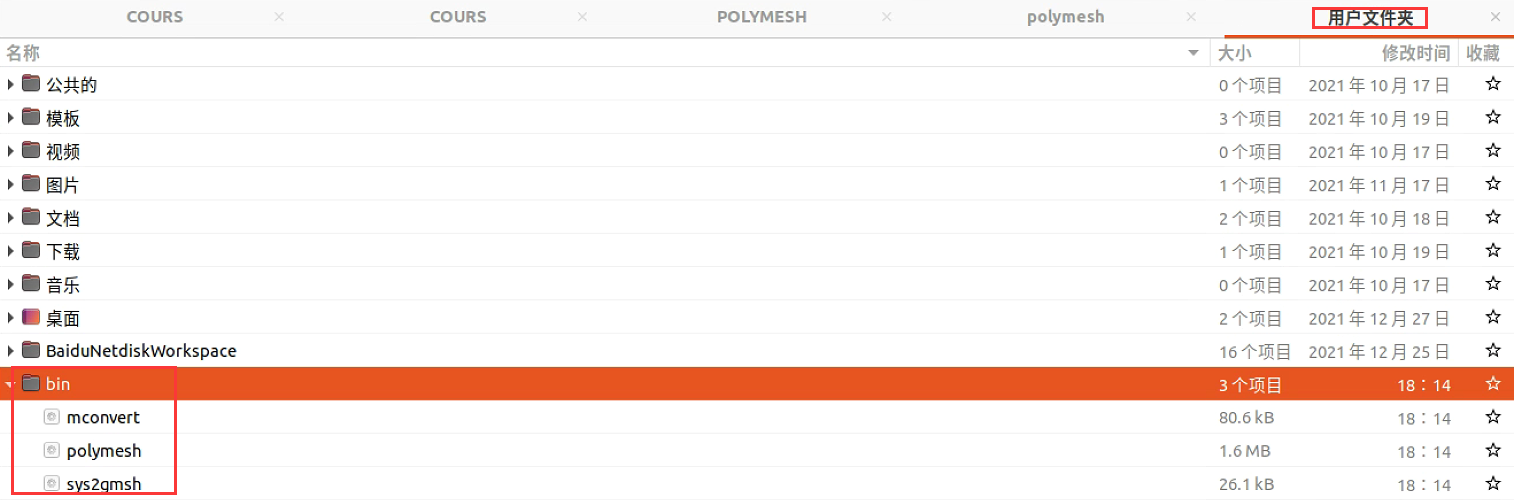 COURS COURS POLYMESH polymesh 用户文件夹
名称 大小 修改时间 收藏
公共的 0 个项目 2021 年 10 月 17 日
模板 3 个项目 2021 年 10 月 19 日
视频 0 个项目 2021 年 10 月 17 日
图片 1 个项目 2021 年 11 月 17 日
文档 2 个项目 2021 年 10 月 18 日
下载 1 个项目 2021 年 10 月 19 日
音乐 0 个项目 2021 年 10 月 17 日
桌面 2 个项目 2021 年 12 月 27 日
BaiduNetdiskWorkspace 16 个项目 2021 年 12 月 25 日
bin 3 个项目 18：14
mconvert 80.6 kB 18：14
polymesh 1.6 MB 18：14
sys2gmsh 26.1 kB 18：14